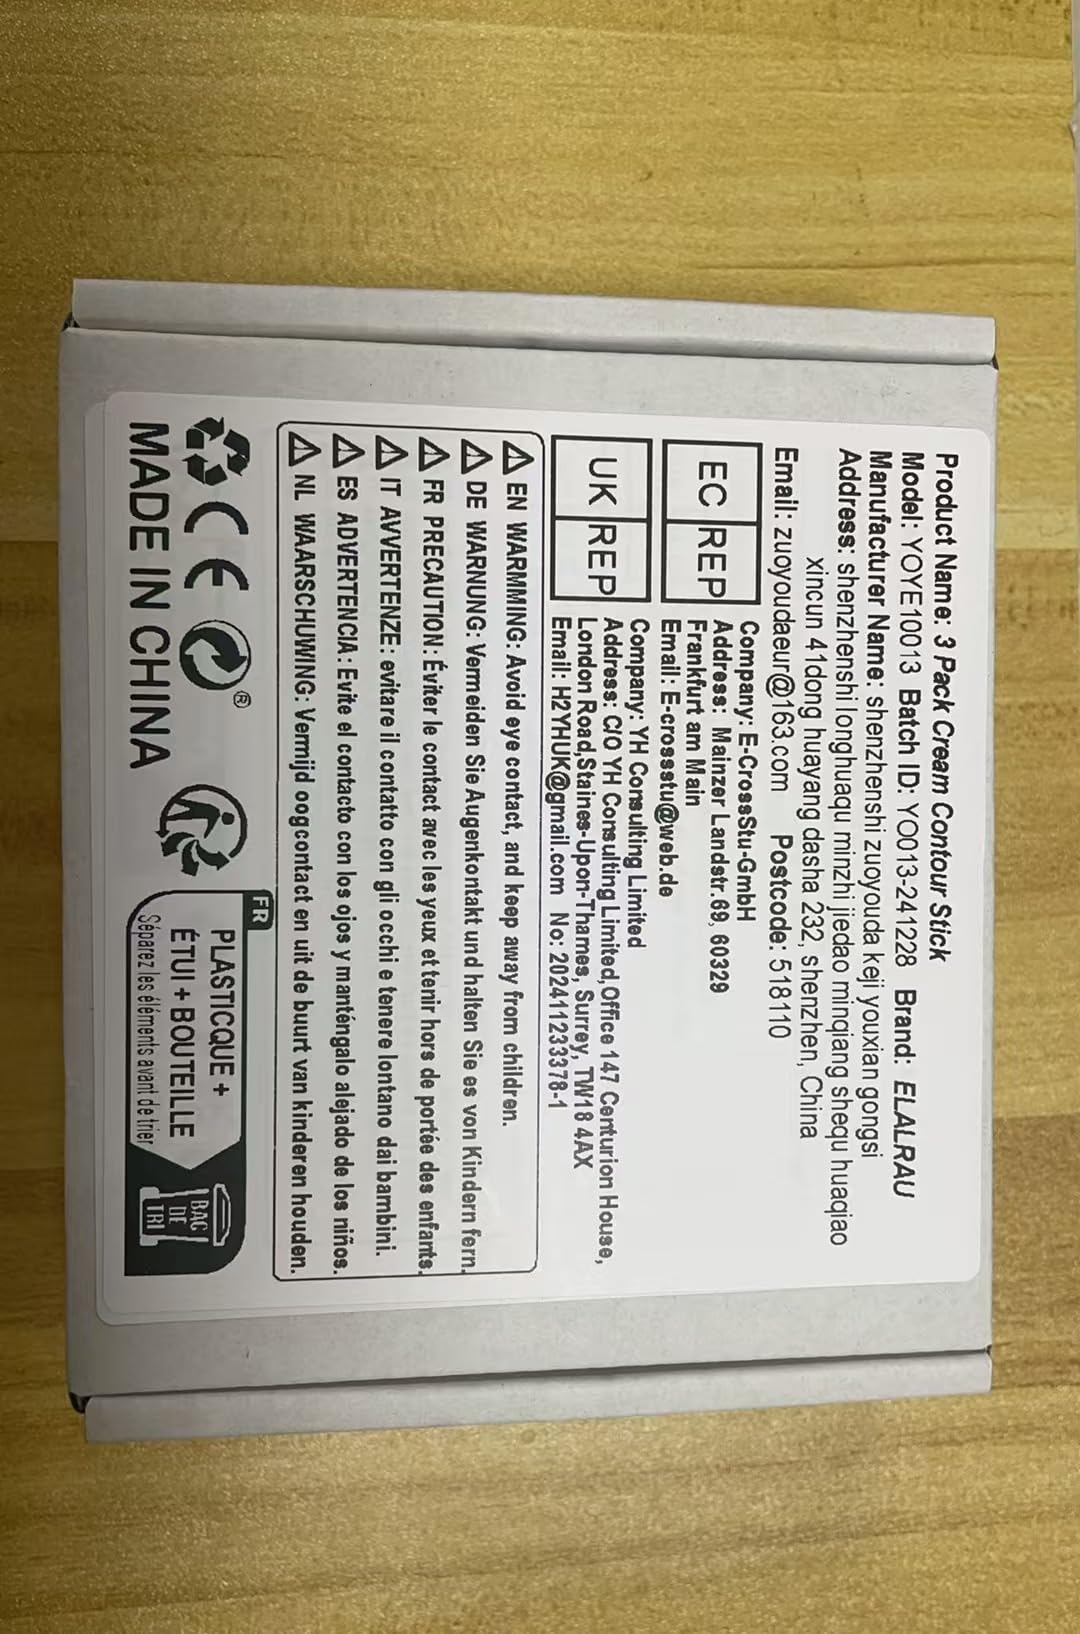 Product Name: 3 Pack Cream Contour Stick
Model: YOYE10013 Batch ID: YO013-241228 Brand: ELALRAU
Manufacturer Name: shenzhenshi zuoyouda keji youxian gongsi
Address: shenzhenshi longhuaqu minzhi jiedao minqiang shequ huaqiao
xincun 41dong huayang dasha 232, shenzhen, China
Email: zuoyoudaeur@163.com Postcode: 518110
EC REP
Company: E-CrossStu-GmbH
Address: Mainzer Landstr.69, 60329
Frankfurt am Main
Email: E-crossstu@web.de
UK REP
Company: YH Consulting Limited
Address: C/O YH Consulting Limited,Office 147 Centurion House,
London Road,Staines-Upon-Thames, Surrey, TW18 4AX
Email: H2YHUK@gmail.com No: 202411233378-1
EN WARMMING: Avoid eye contact, and keep away from children.
DE WARNUNG: Vermeiden Sie Augenkontakt und halten Sie es von Kindern fern.
FR PRECAUTION: Éviter le contact avec les yeux et tenir hors de portée des enfants.
IT AVVERTENZE: evitare il contatto con gli occhi e tenere lontano dai bambini.
ES ADVERTENCIA: Evite el contacto con los ojos y manténgalo alejado de los niños.
NL WAARSCHUWING: Vermijd oogcontact en uit de buurt van kinderen houden.
CE ®
FR
PLASTICQUE +
ÉTUI + BOUTEILLE
Séparez les éléments avant de trier
BAC
DE
TRI
MADE IN CHINA